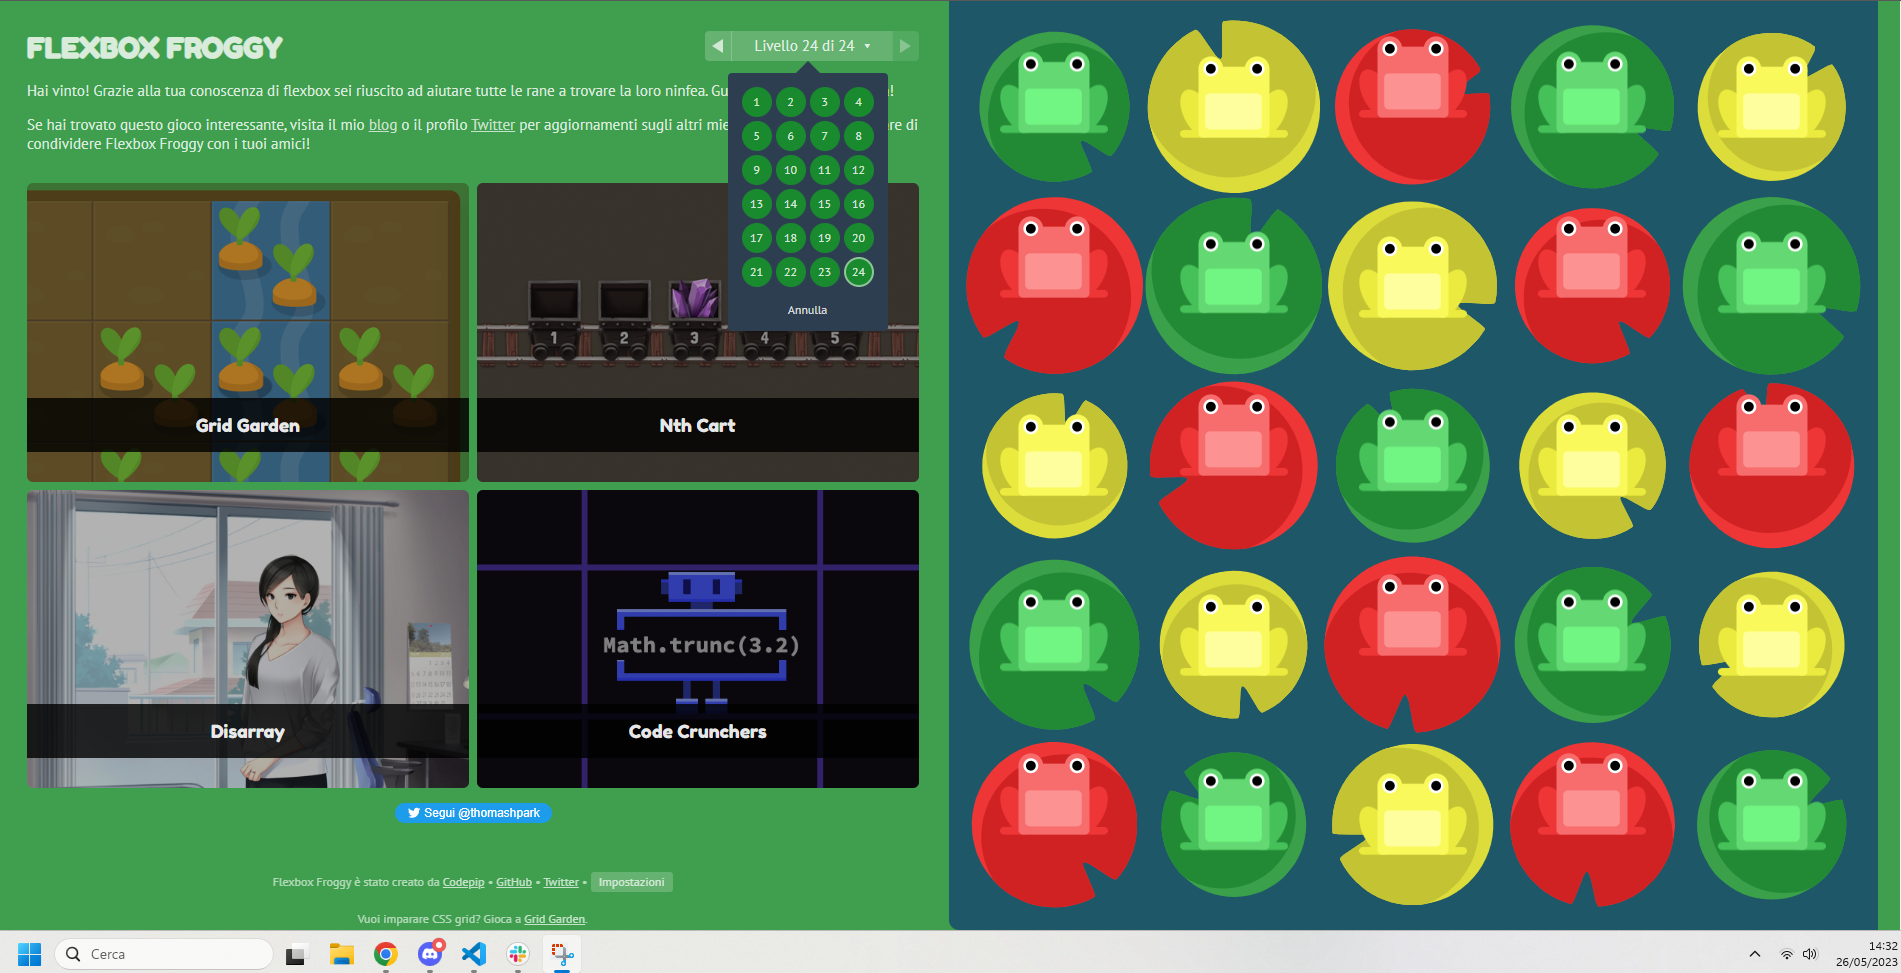 FLEXBOX FROGGY
Livello 24 di 24
Hai vinto! Grazie alla tua conoscenza di flexbox sei riuscito ad aiutare tutte le rane a trovare la loro ninfea. Gu
!
Se hai trovato questo gioco interessante, visita il mio blog o il profilo Twitter per aggiornamenti sugli altri mie
re di
condividere Flexbox Froggy con i tuoi amici!
1 2 3 4
5 6 7 8
9 10 11 12
13 14 15 16
17 18 19 20
21 22 23 24
Annulla
1 2 3 4 5
Grid Garden
Nth Cart
Math.trunc(3.2)
Disarray
Code Crunchers
Segui @thomashpark
Flexbox Froggy è stato creato da Codepip • GitHub • Twitter • Impostazioni
Vuoi imparare CSS grid? Gioca a Grid Garden.
Cerca
14:32
26/05/2023